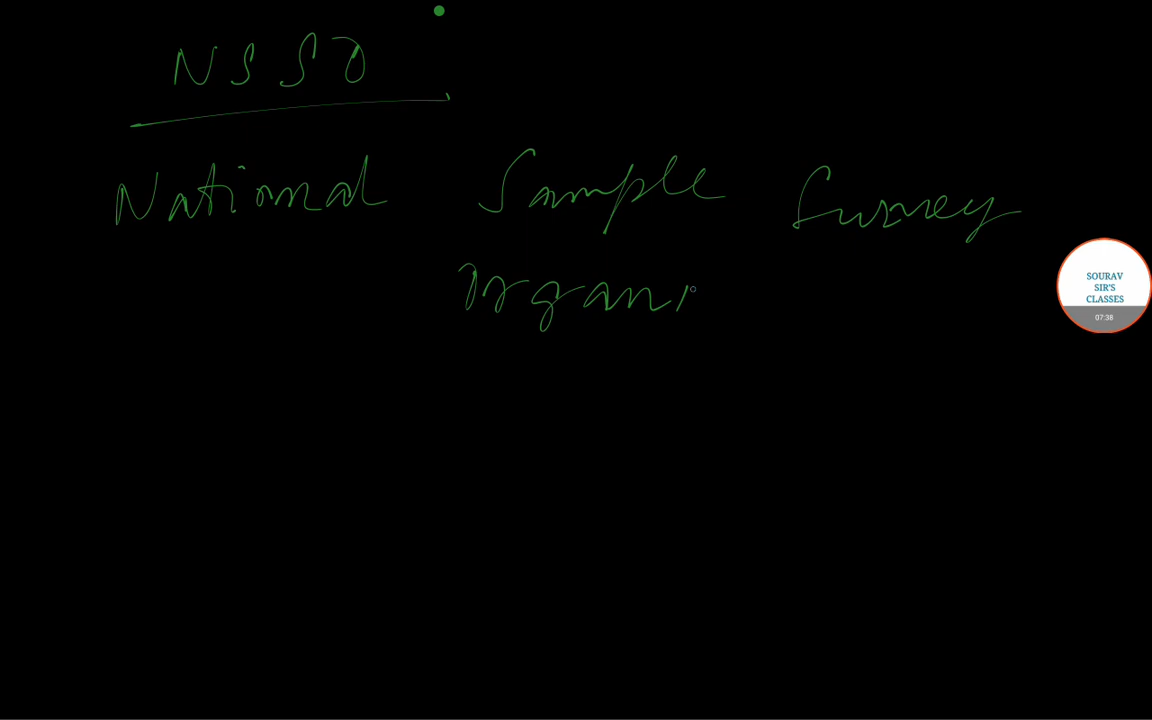 NSSO
National Sample Survey
Organi
SOURAV
SIR'S
CLASSES
07:38